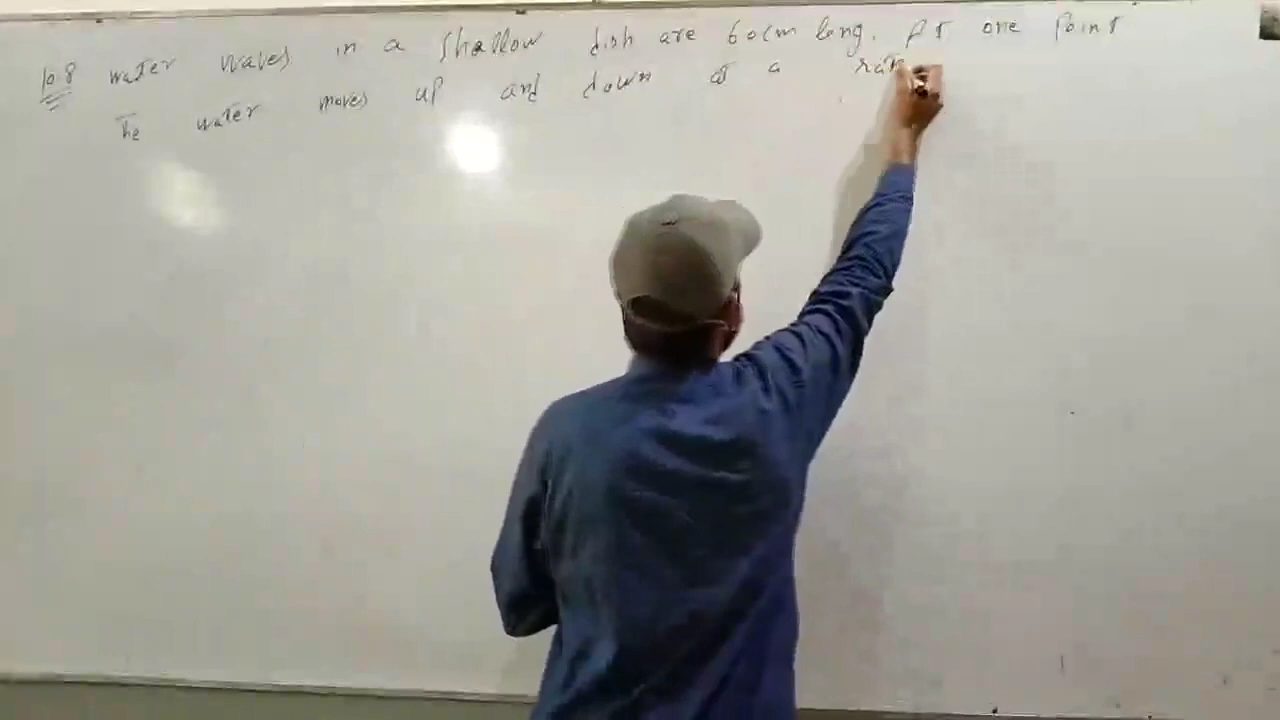 10.8 water waves in a shallow dish are 6.0cm long. At one point
The water moves up and down at a rat